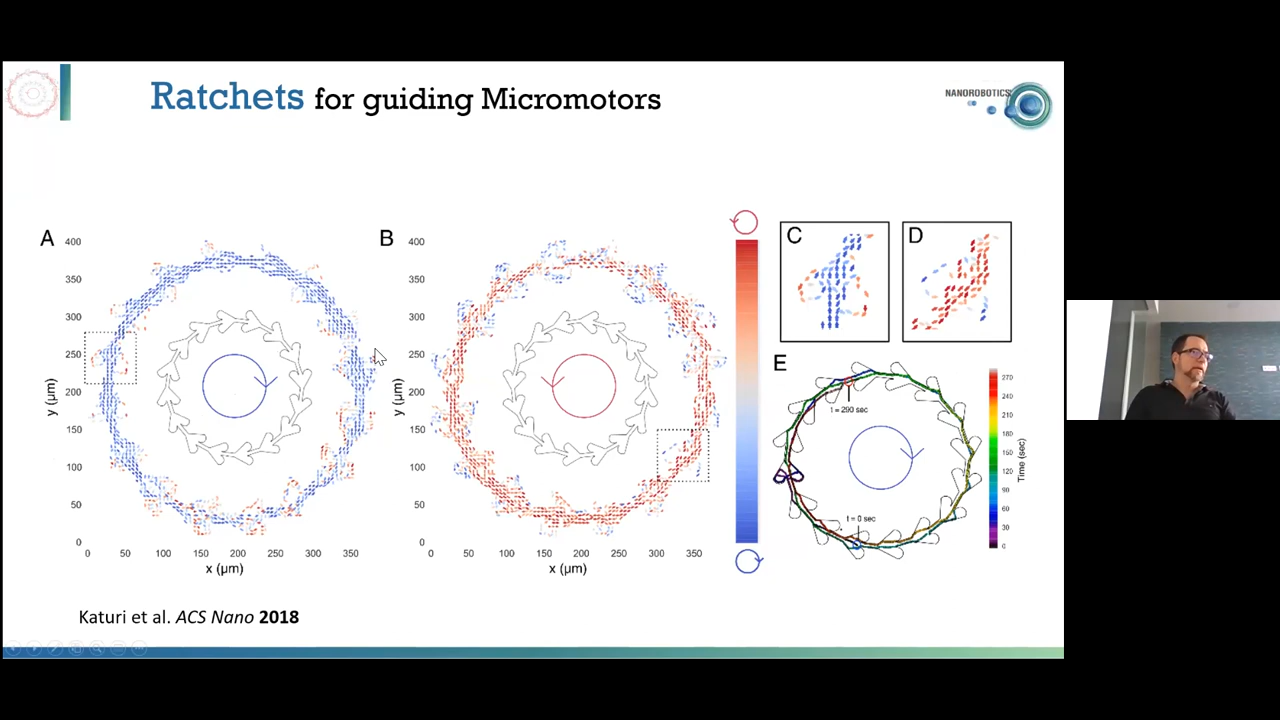 Ratchets for guiding Micromotors
NANOROBOTICS
A
400
350
300
250
200
150
100
50
0
y (μm)
0 50 100 150 200 250 300 350
x (μm)
B
400
350
300
250
200
150
100
50
0
y (μm)
0 50 100 150 200 250 300 350
x (μm)
C
D
E
t = 290 sec
t = 0 sec
270
240
210
180
150
120
90
60
30
0
Time (sec)
Katuri et al. ACS Nano 2018